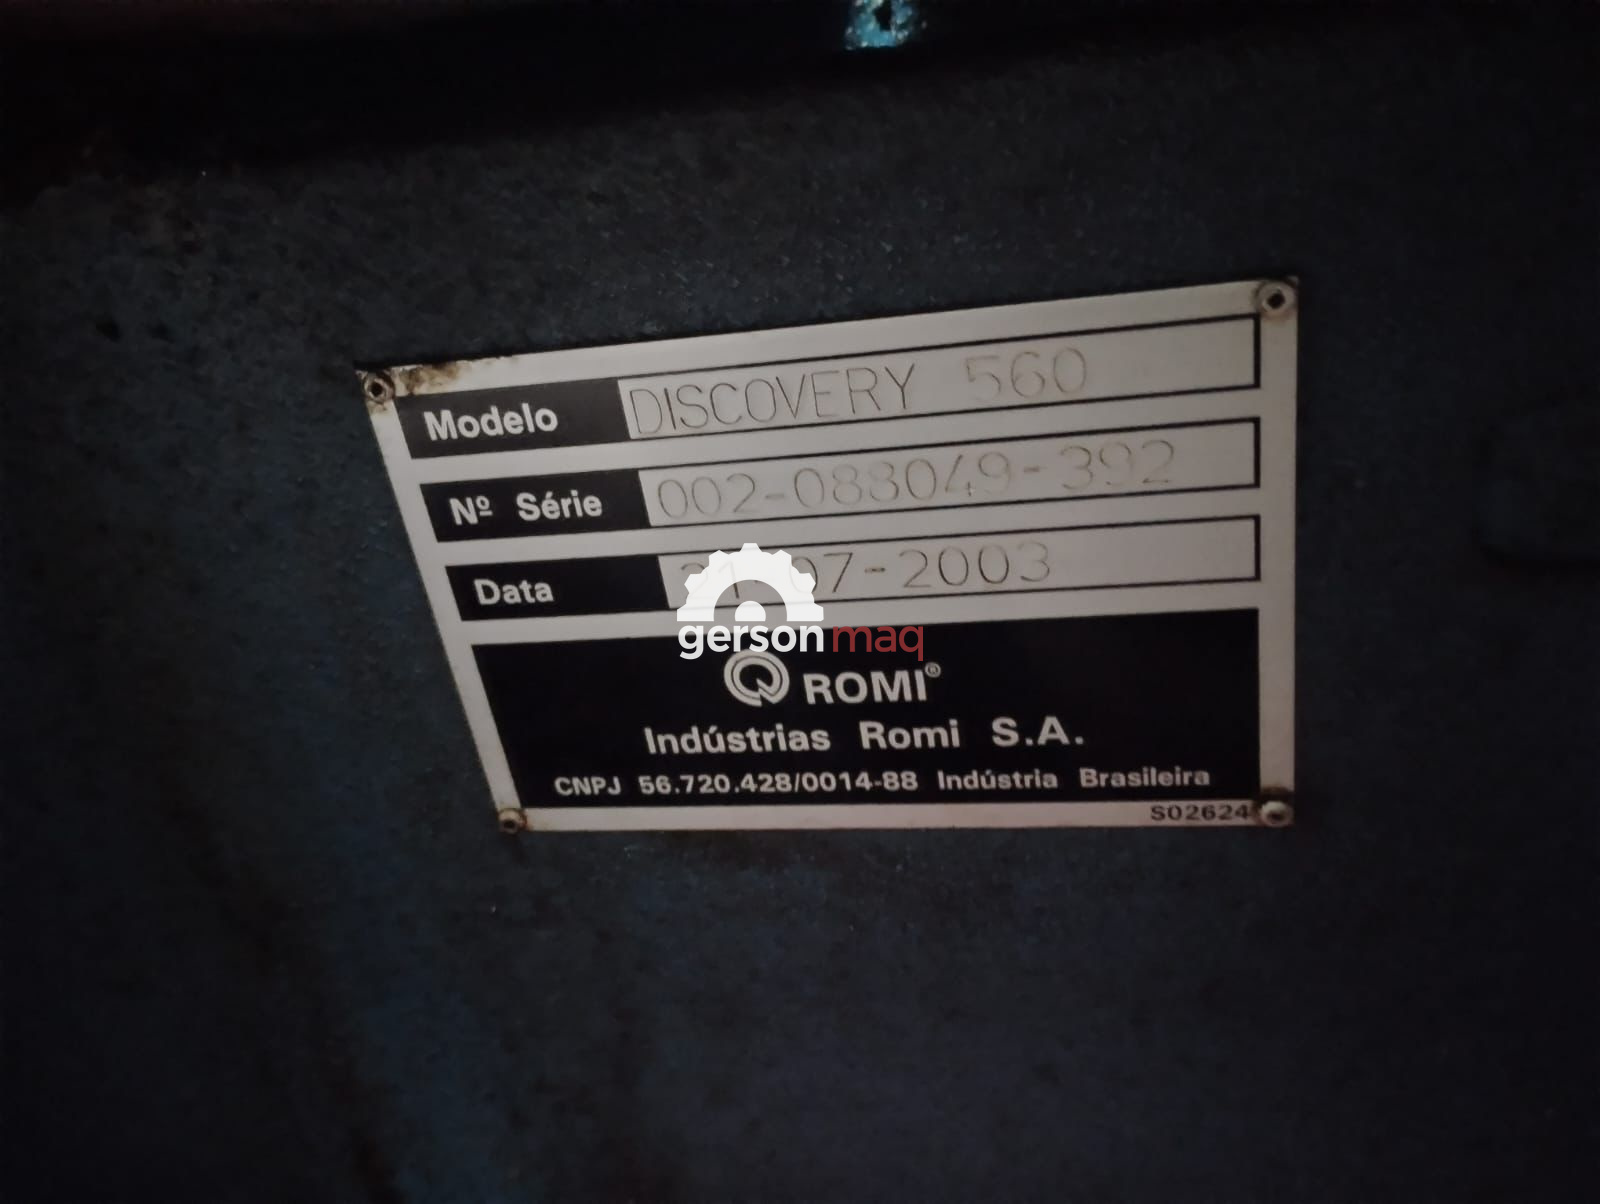 Modelo DISCOVERY 560
Nº Série 002-088049-392
Data 07-2003
gersonmaq
ROMI®
Indústrias Romi S.A.
CNPJ 56.720.428/0014-88 Indústria Brasileira
S02624